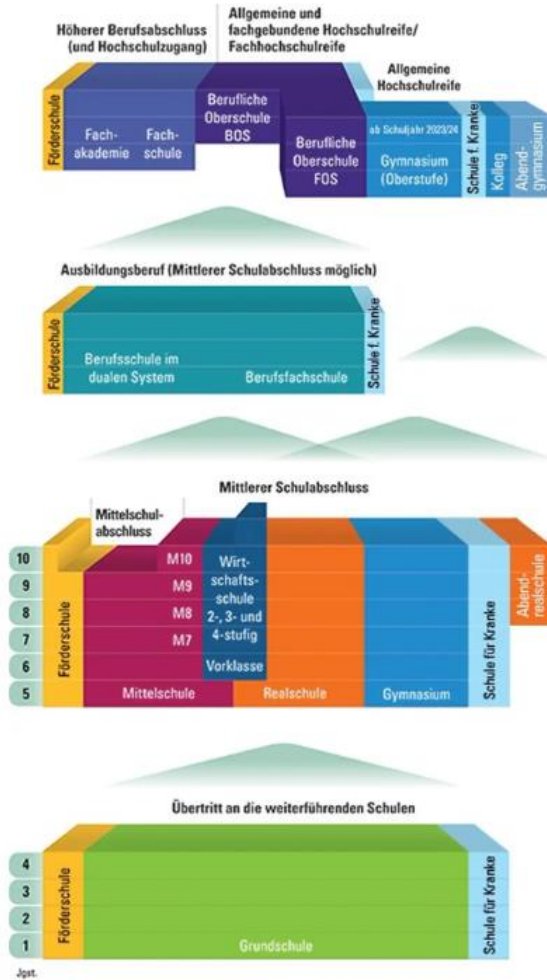 Höherer Berufsabschluss
(und Hochschulzugang)
Allgemeine und
fachgebundene Hochschulreife/
Fachhochschulreife
Allgemeine
Hochschulreife
Förderschule
Fach-
akademie
Fach-
schule
Berufliche
Oberschule
BOS
Berufliche
Oberschule
FOS
ab Schuljahr 2023/24
Gymnasium
(Oberstufe)
Schule f. Kranke
Kolleg
Abend-
gymnasium
Ausbildungsberuf (Mittlerer Schulabschluss möglich)
Förderschule
Berufsschule im
dualen System
Berufsfachschule
Schule f. Kranke
Mittlerer Schulabschluss
Mittelschul-
abschluss
10
9
8
7
6
5
Förderschule
M10
M9
M8
M7
Mittelschule
Wirt-
schafts-
schule
2-, 3- und
4-stufig
Vorklasse
Realschule
Gymnasium
Schule für Kranke
Abend-
realschule
Übertritt an die weiterführenden Schulen
4
3
2
1
Förderschule
Grundschule
Schule für Kranke
Jgst.